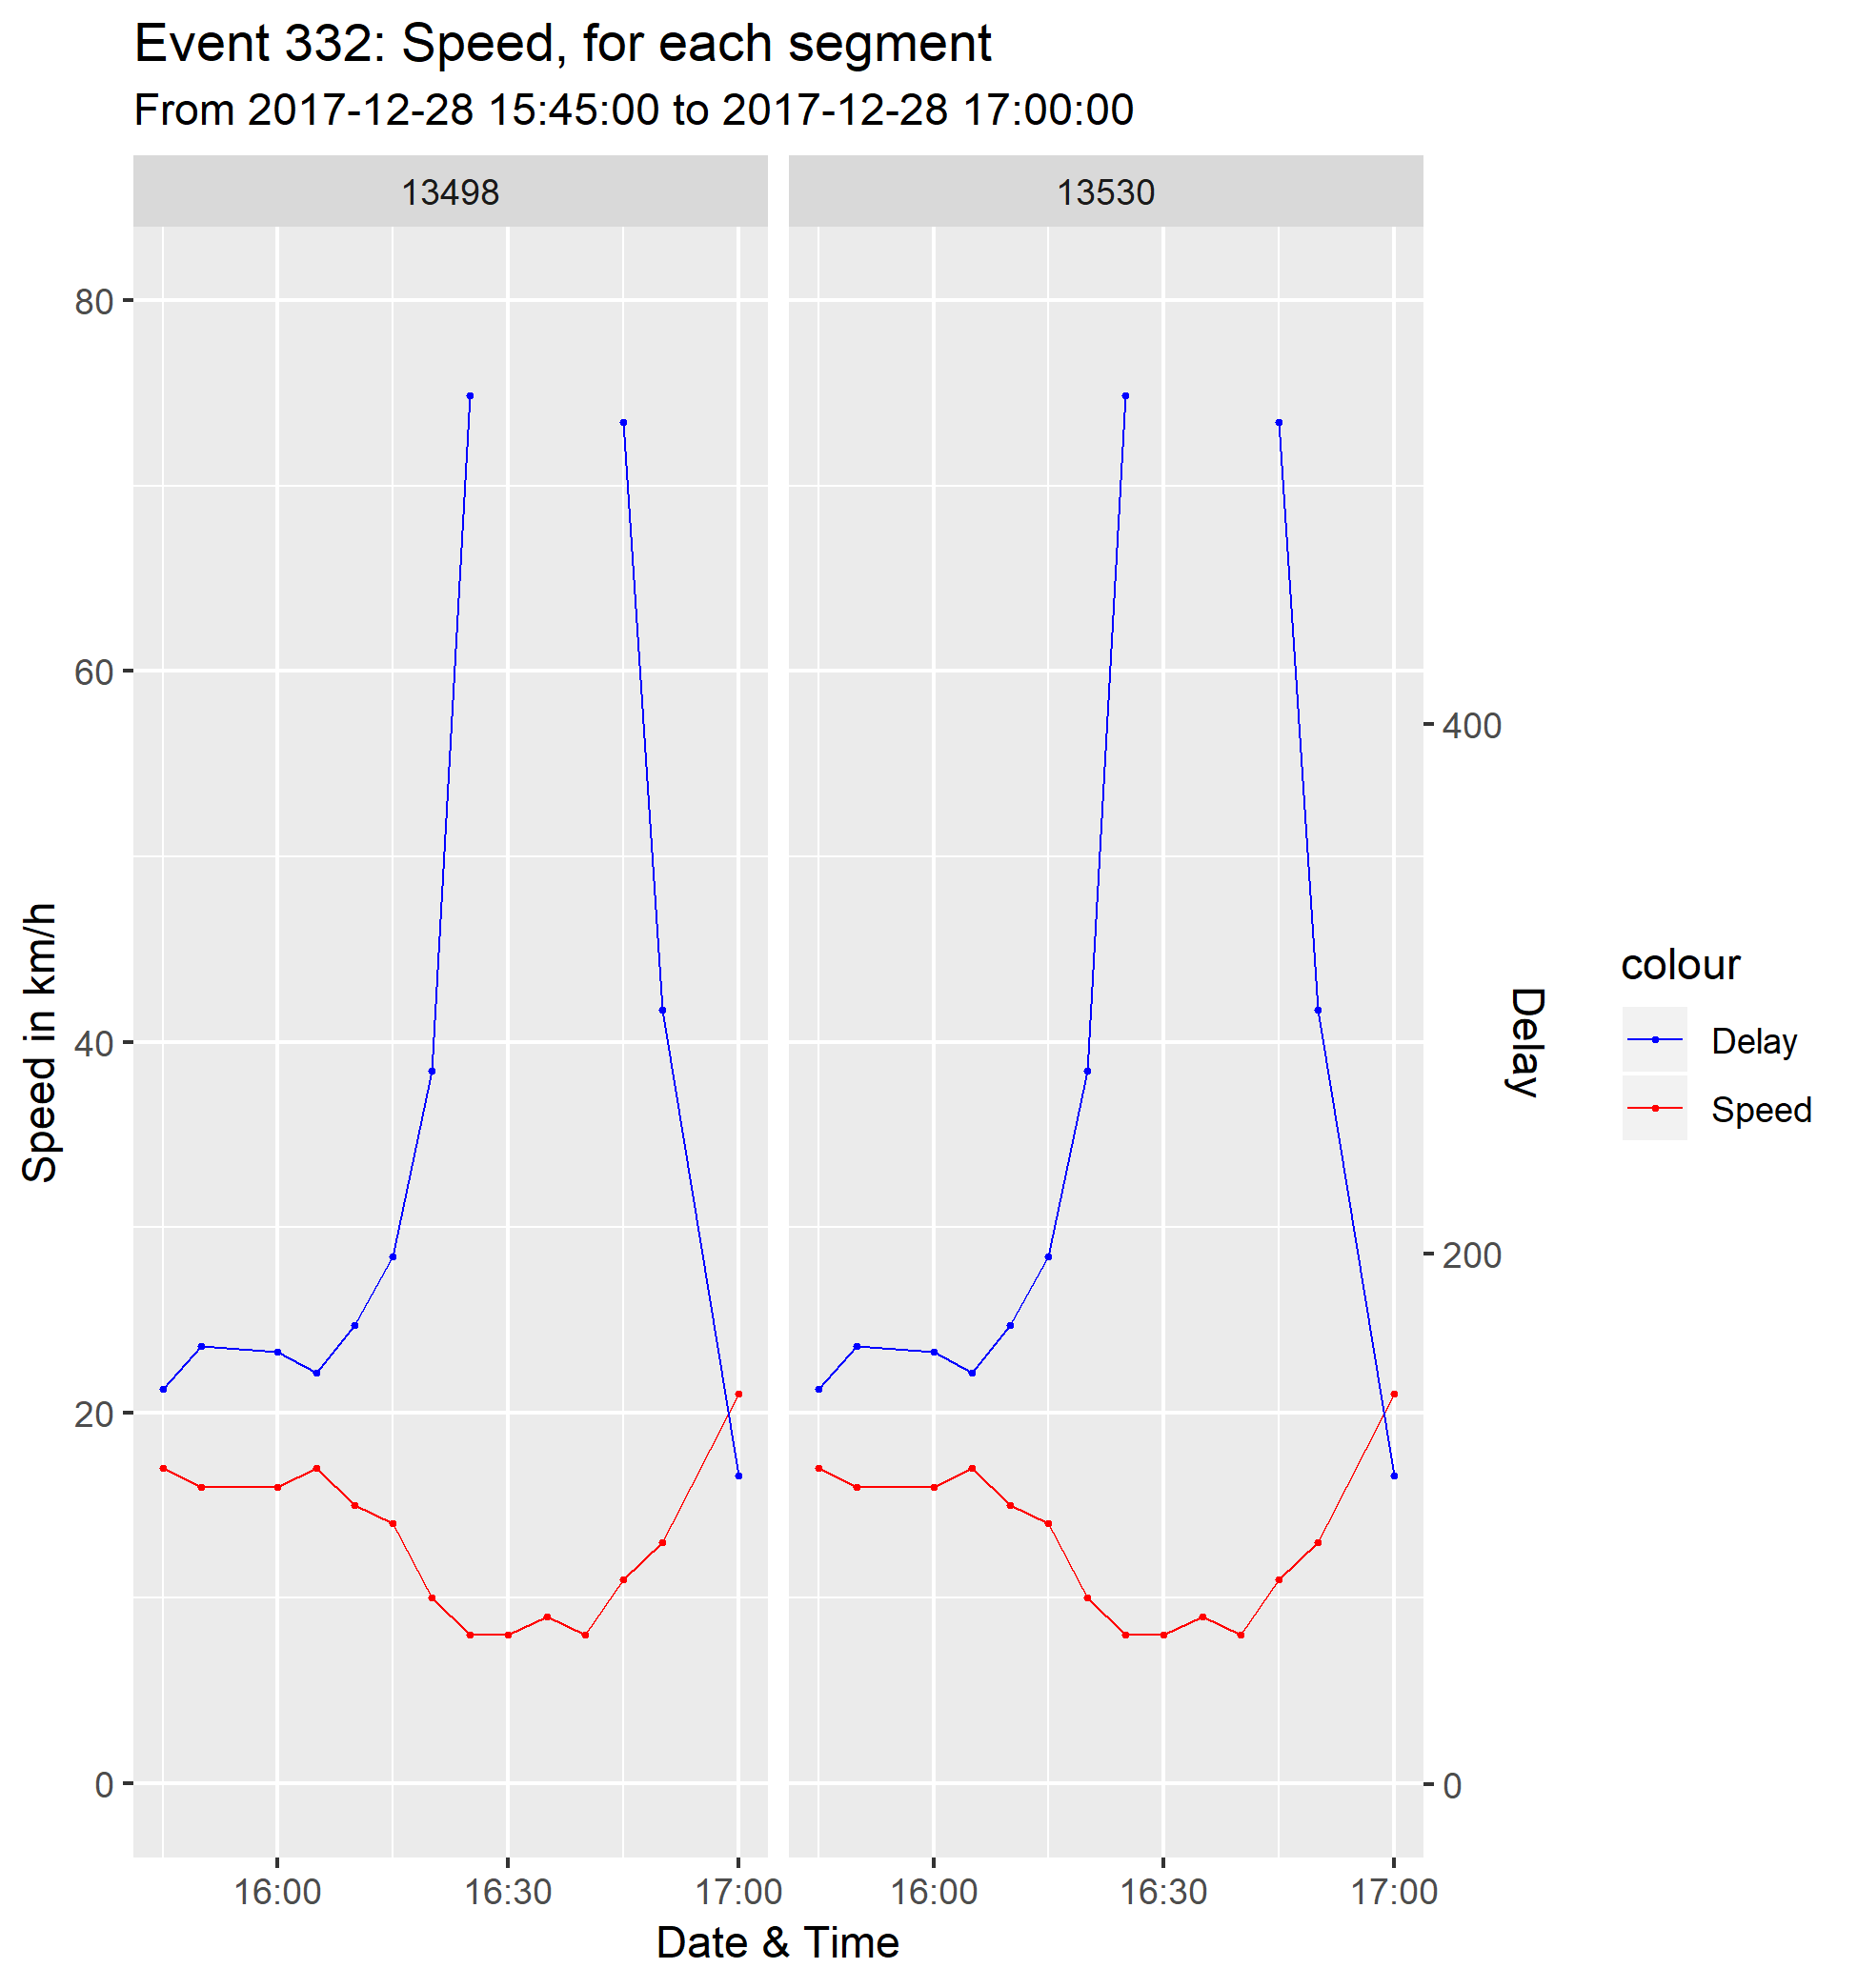 Event 332: Speed, for each segment
From 2017-12-28 15:45:00 to 2017-12-28 17:00:00
13498
13530
80
60
40
20
0
Speed in km/h
400
200
0
Delay
colour
Delay
Speed
16:00
16:30
17:00
16:00
16:30
17:00
Date & Time